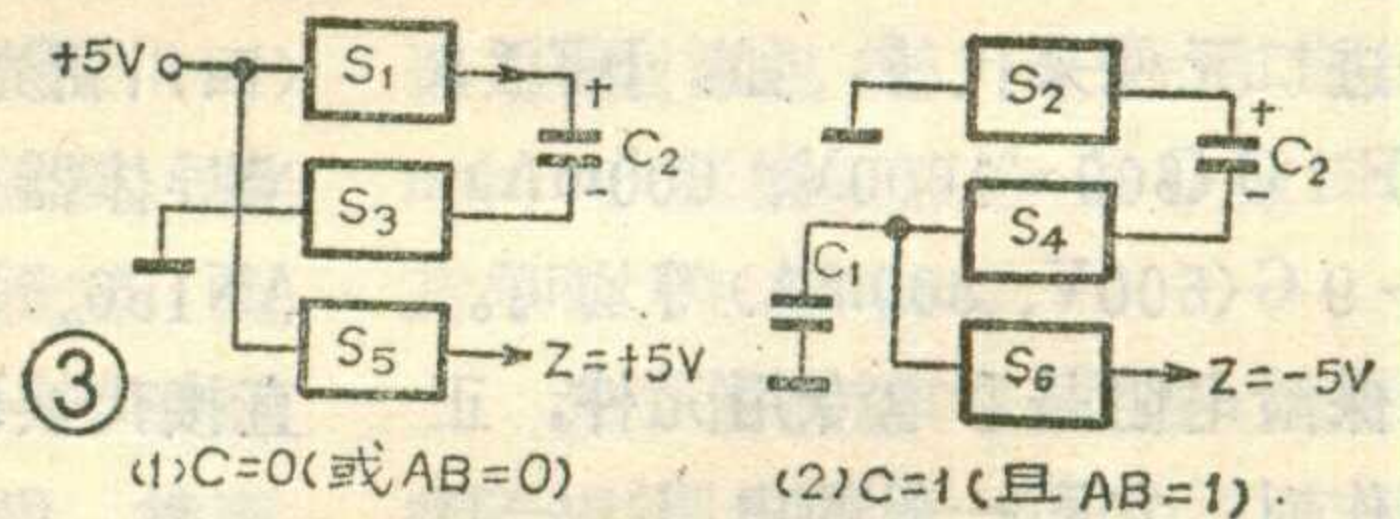 +5V
S₁
+
C₂
-
S₃
S₅
Z=+5V
③
(1)C=0(或AB=0)
S₂
+
C₂
-
S₄
C₁
S₆
Z=-5V
(2)C=1(且AB=1).